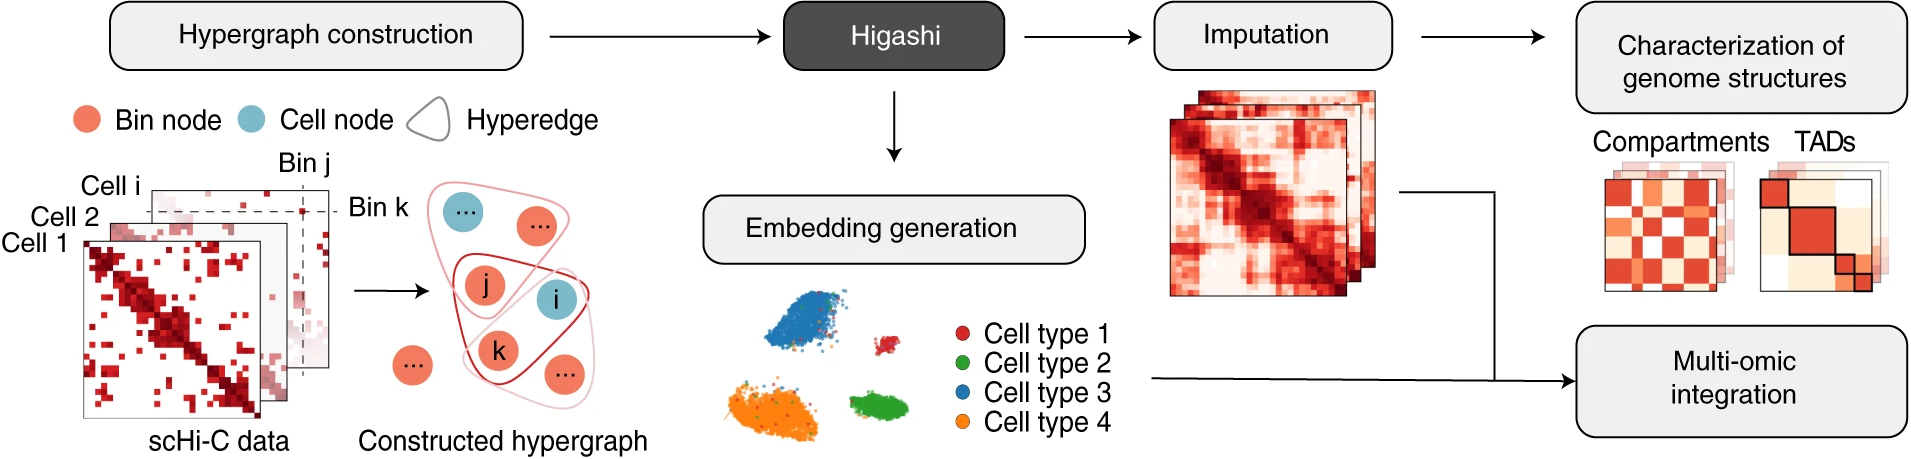 Hypergraph construction
Higashi
Imputation
Characterization of
genome structures
Bin node
Cell node
Hyperedge
Compartments
TADs
Bin j
Cell i
Bin k
Cell 2
Cell 1
...
...
j
i
k
...
...
scHi-C data
Constructed hypergraph
Embedding generation
Cell type 1
Cell type 2
Cell type 3
Cell type 4
Multi-omic
integration